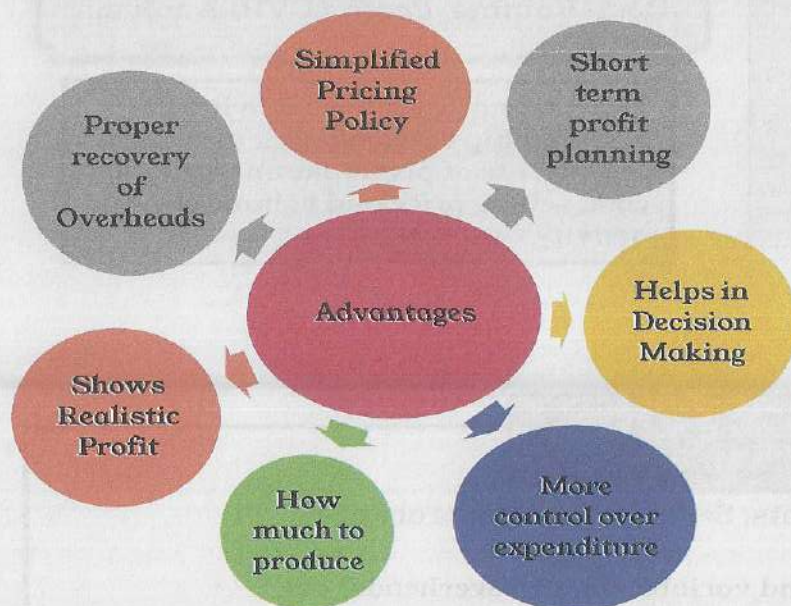 Simplified
Pricing
Policy
Short
term
profit
planning
Helps in
Decision
Making
More
control over
expenditure
How
much to
produce
Shows
Realistic
Profit
Proper
recovery
of
Overheads
Advantages